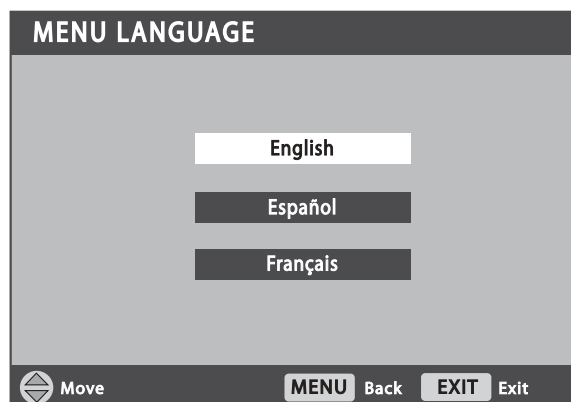 MENU LANGUAGE
English
Español
Français
Move MENU Back EXIT Exit